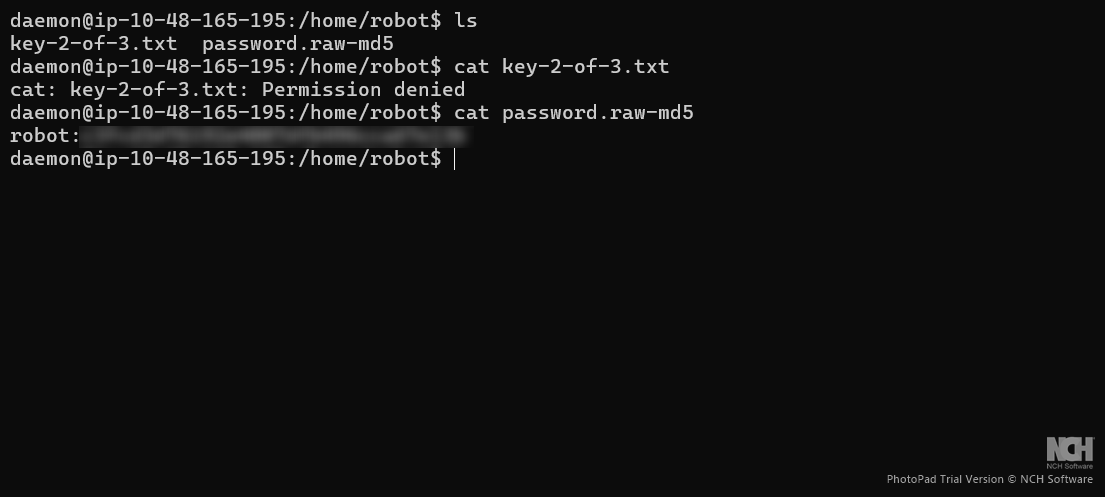 daemon@ip-10-48-165-195:/home/robot$ ls
key-2-of-3.txt  password.raw-md5
daemon@ip-10-48-165-195:/home/robot$ cat key-2-of-3.txt
cat: key-2-of-3.txt: Permission denied
daemon@ip-10-48-165-195:/home/robot$ cat password.raw-md5
robot:
daemon@ip-10-48-165-195:/home/robot$
NCH
NCH Software
PhotoPad Trial Version © NCH Software